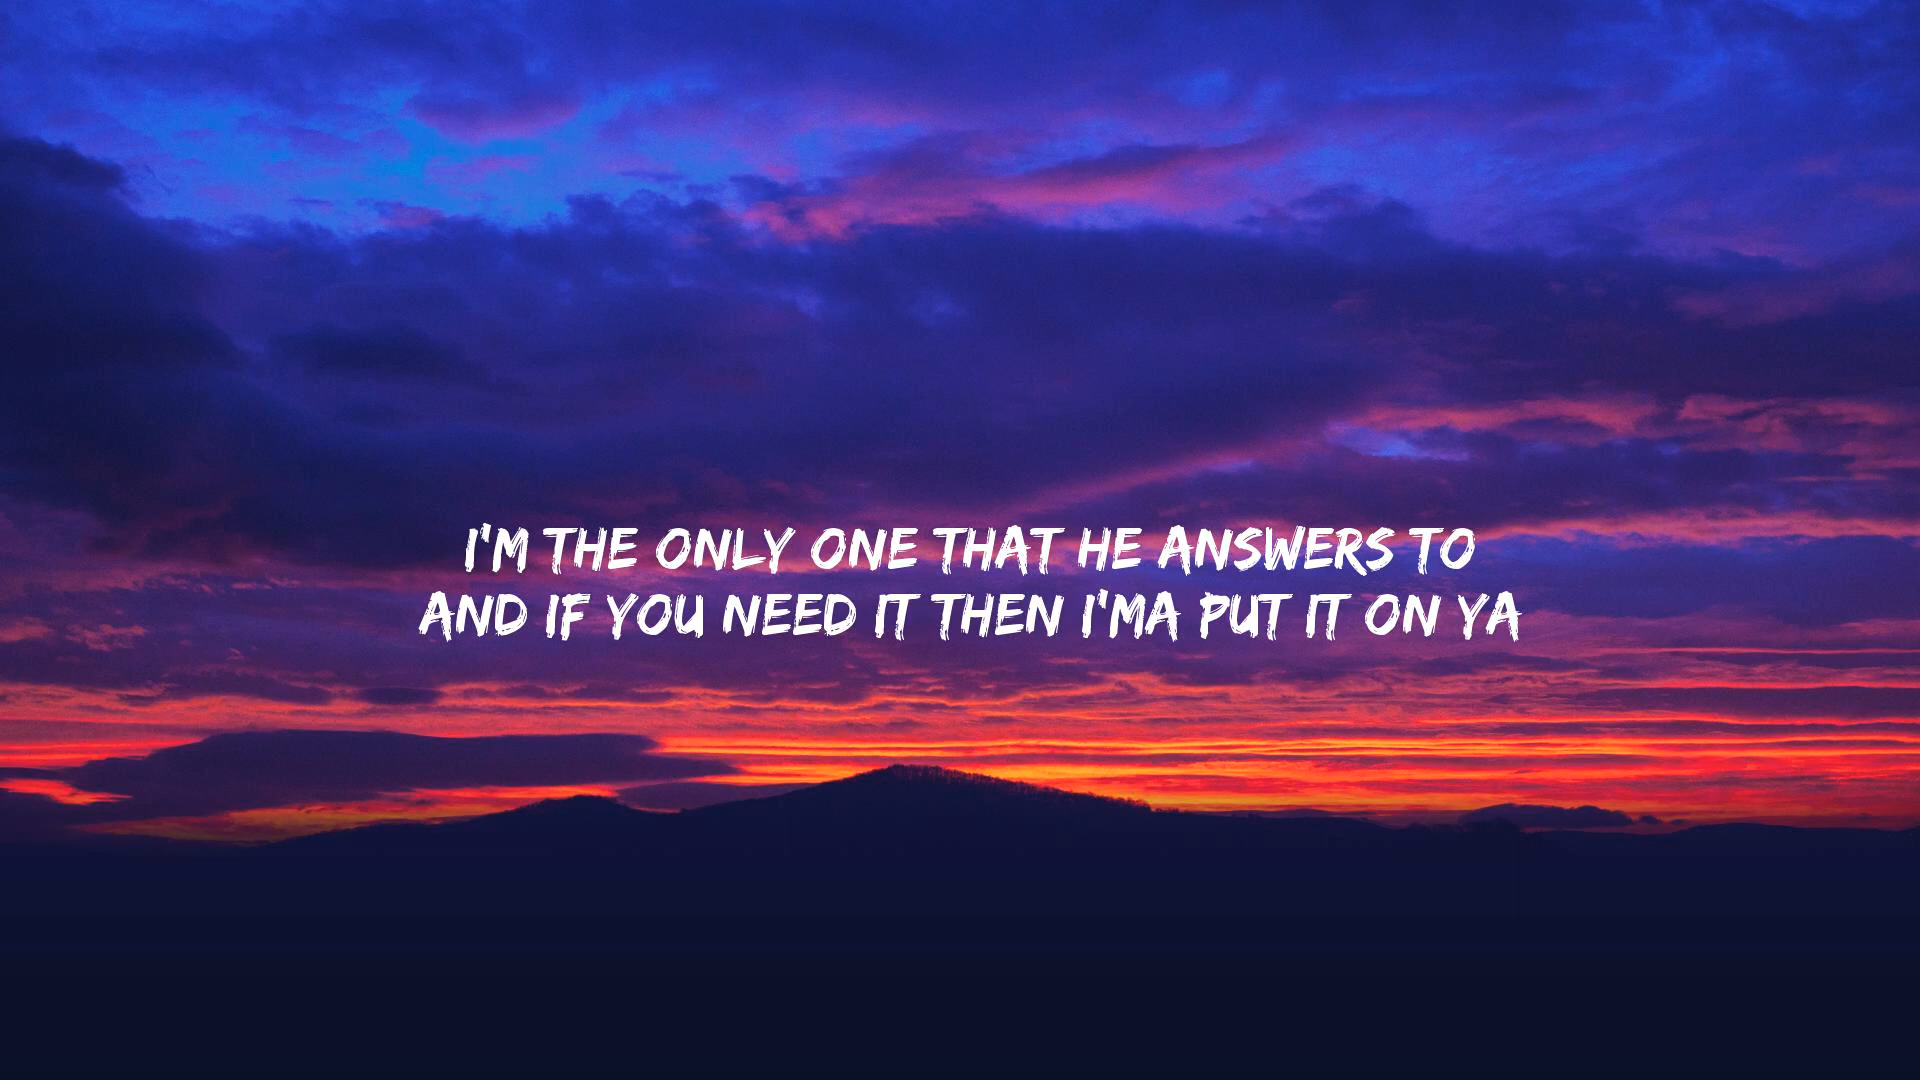 I'M THE ONLY ONE THAT HE ANSWERS TO
AND IF YOU NEED IT THEN I'MA PUT IT ON YA